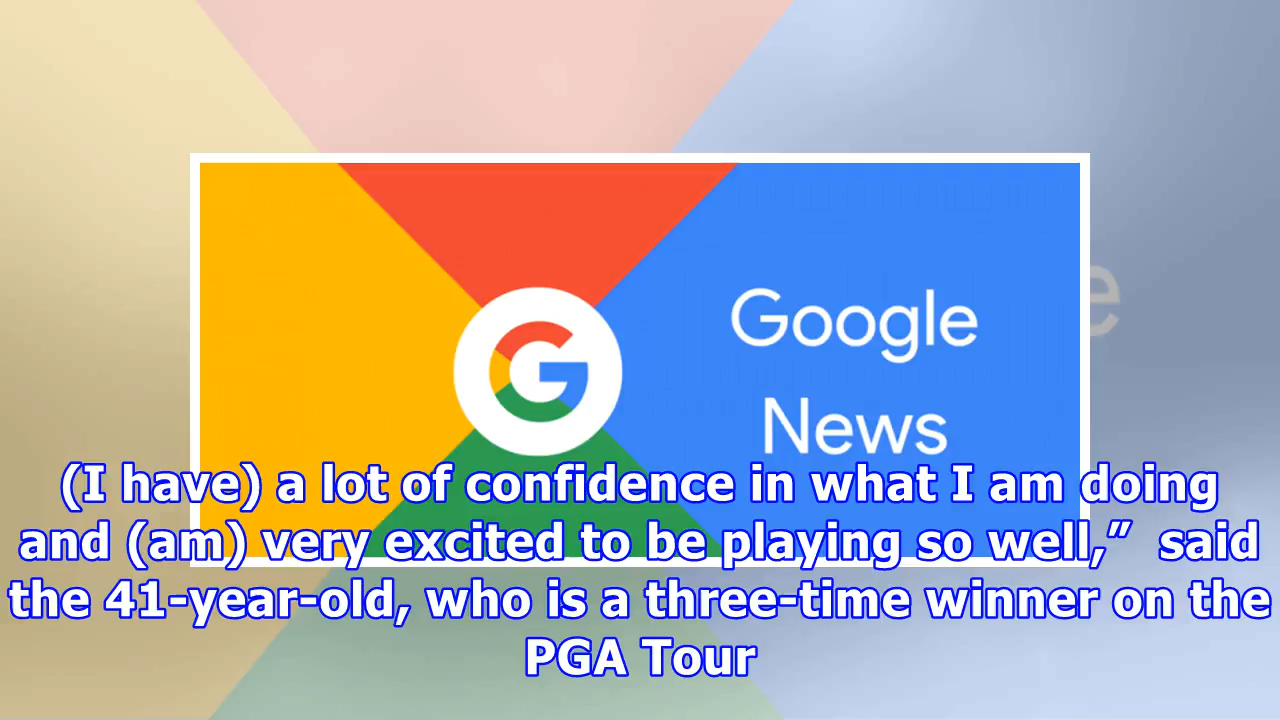 Google
News
e
(I have) a lot of confidence in what I am doing
and (am) very excited to be playing so well,”  said
the 41-year-old, who is a three-time winner on the
PGA Tour